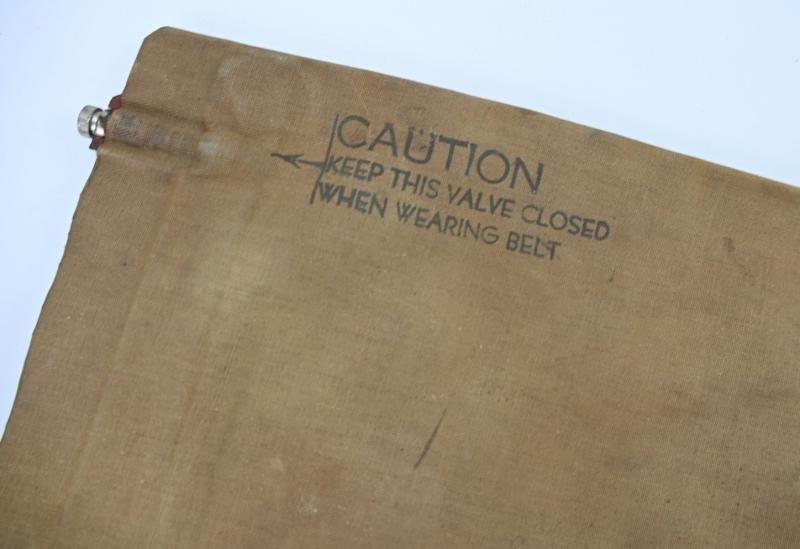 CAUTION
KEEP THIS VALVE CLOSED
WHEN WEARING BELT